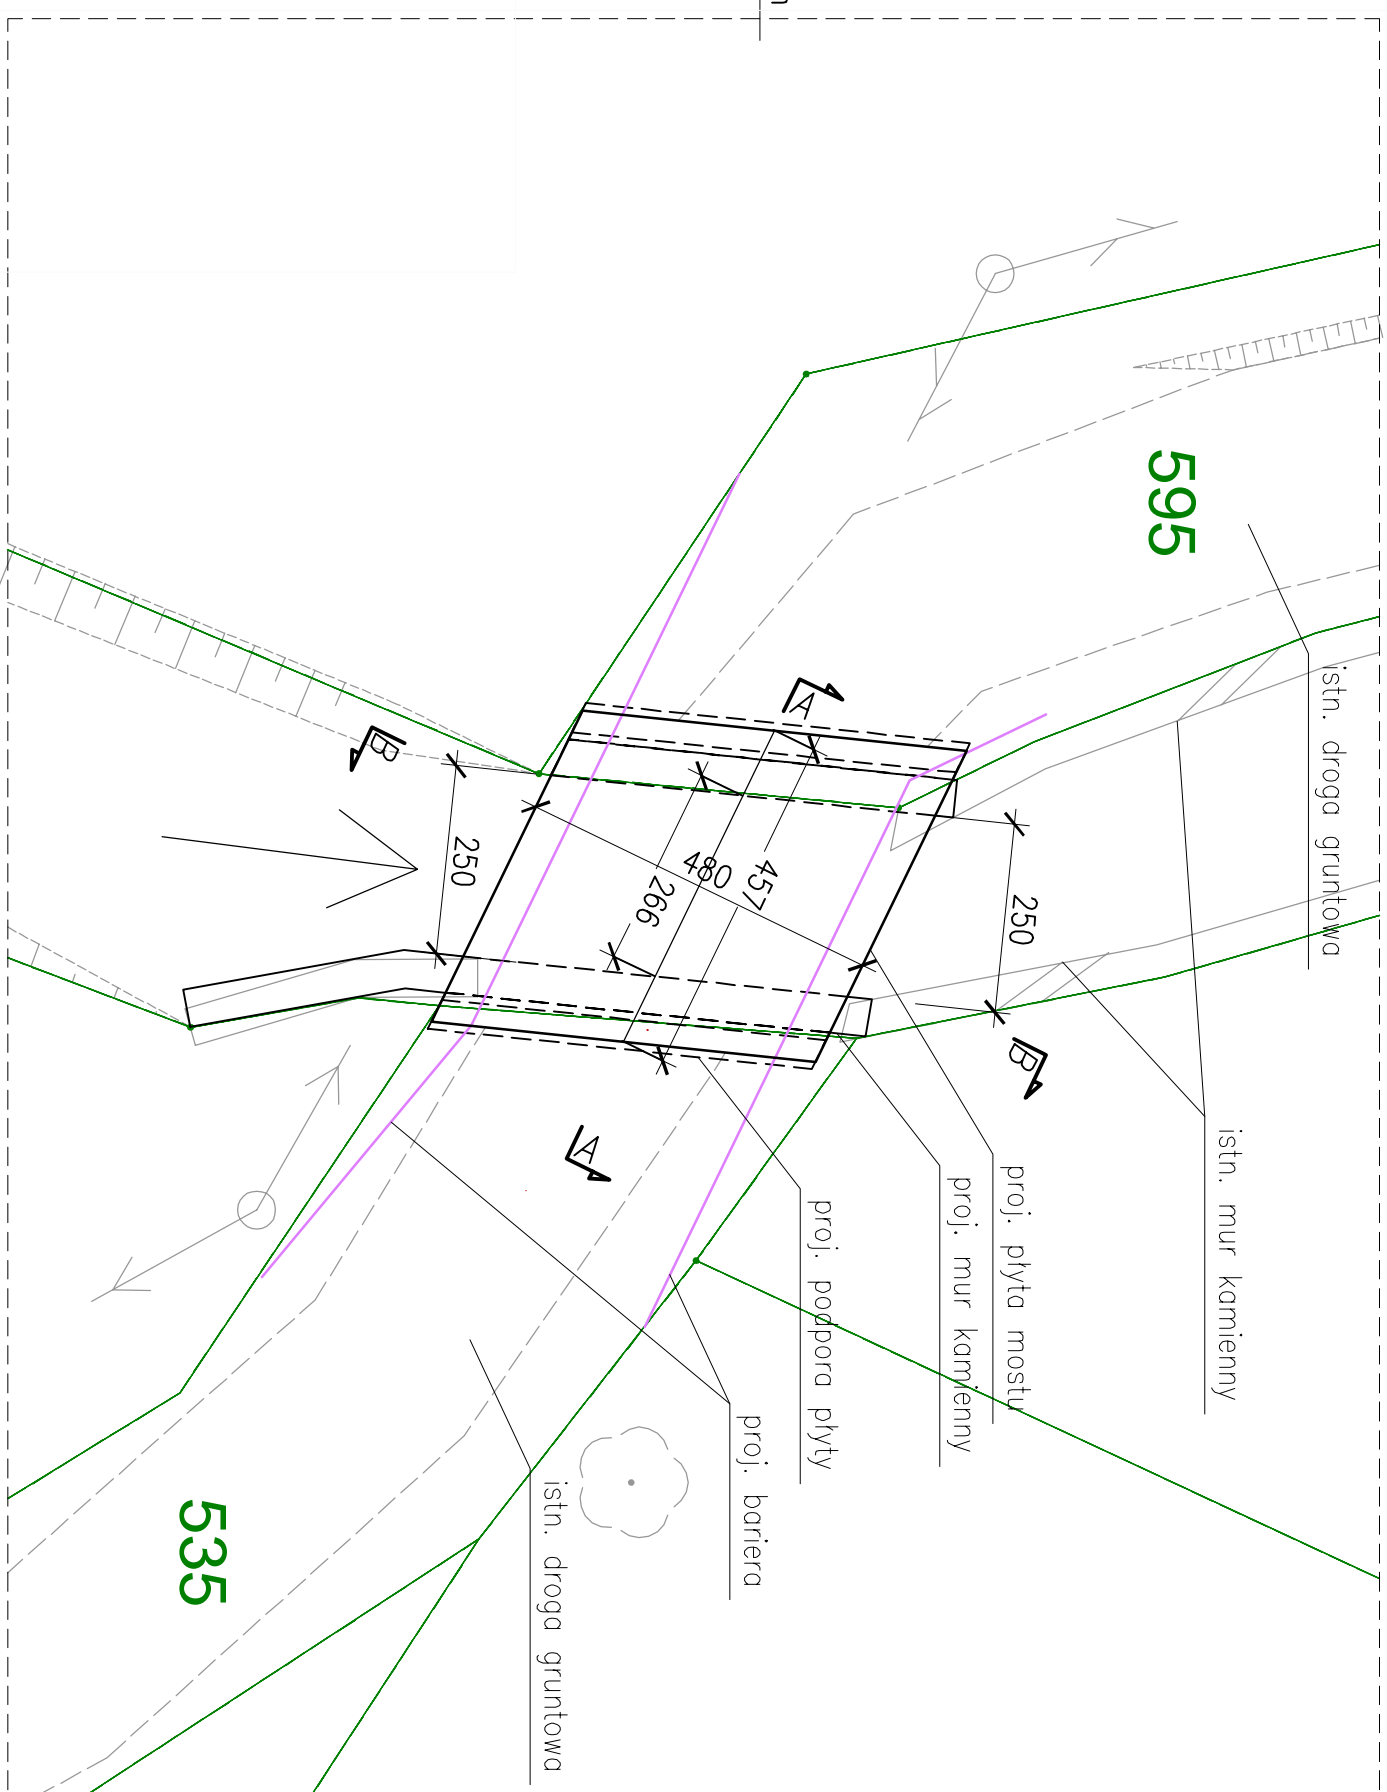 595
istn. droga gruntowa
istn. mur kamienny
proj. płyta mostu
proj. mur kamienny
proj. podpora płyty
proj. bariera
istn. droga gruntowa
535
A
A
B
B
250
250
480
457
266